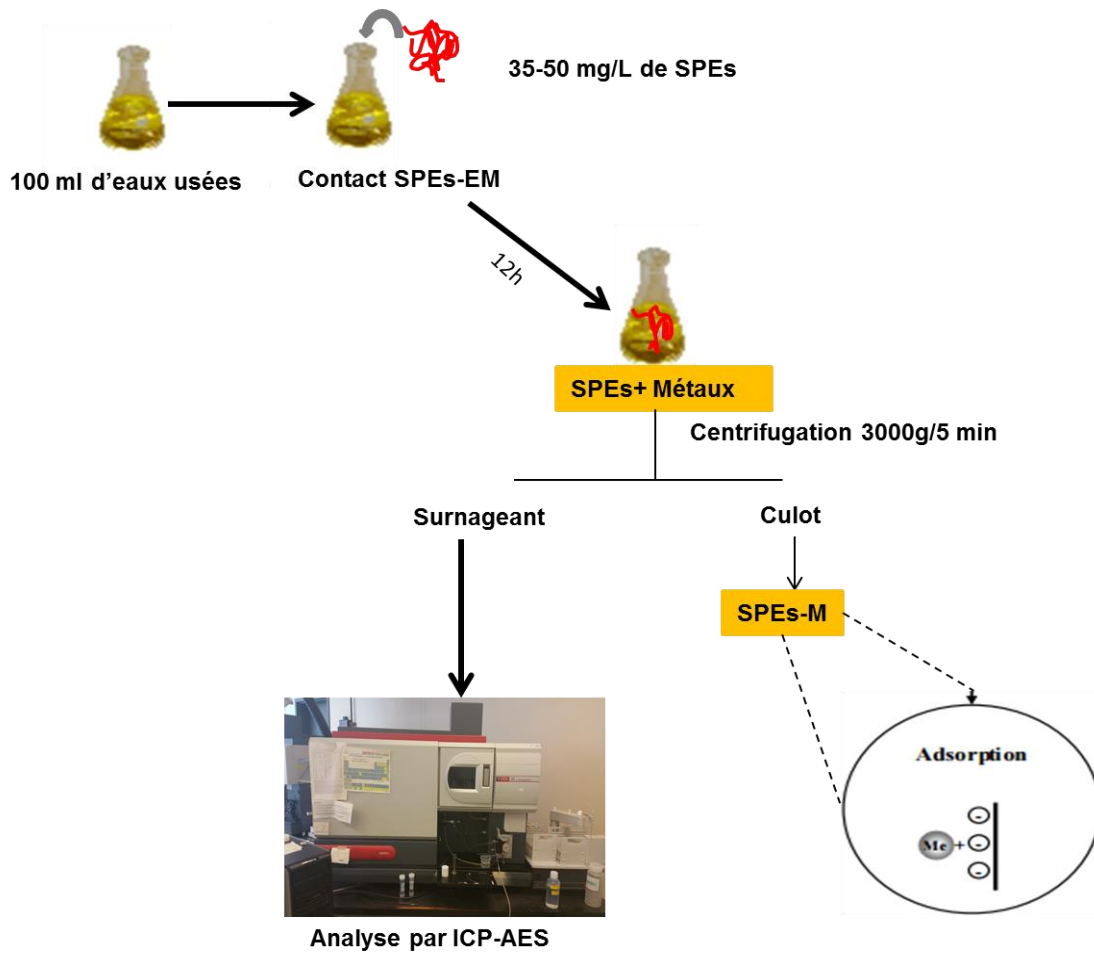 35-50 mg/L de SPEs
100 ml d’eaux usées
Contact SPEs-EM
12h
SPEs+ Métaux
Centrifugation 3000g/5 min
Surnageant
Culot
SPEs-M
Adsorption
-
Me + -
-
Analyse par ICP-AES